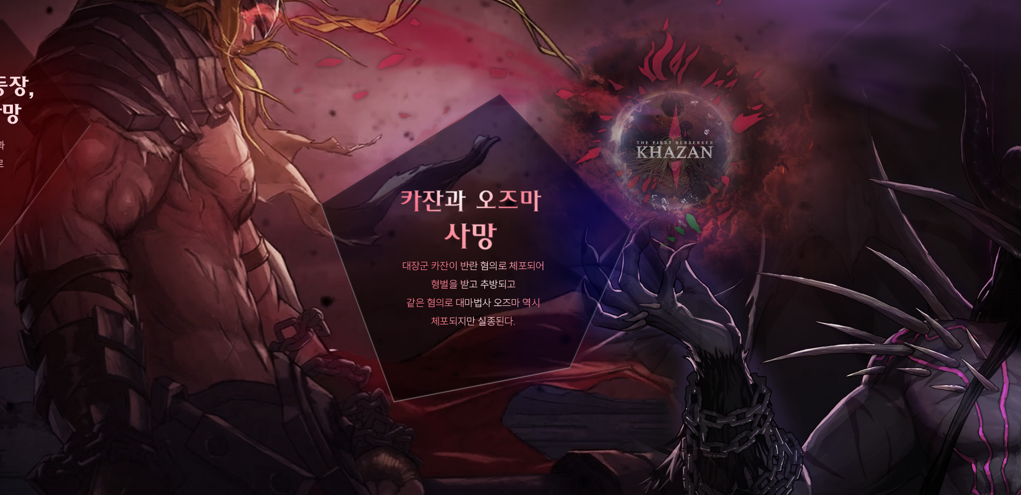 등장,
사망
카잔과 오즈마
사망
대장군 카잔이 반란 혐의로 체포되어
형벌을 받고 추방되고
같은 혐의로 대마법사 오즈마 역시
체포되지만 실종된다.
THE FIRST BERSERKER
KHAZAN